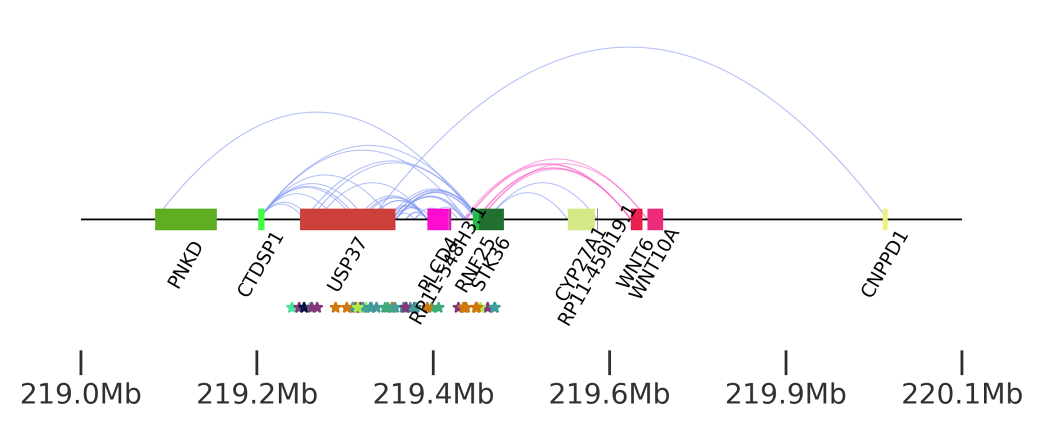 PNKD
CTDSP1
USP37
PLCD4
RP11-548H3.1
RNF25
STK36
CYP27A1
RP11-459I19.1
WNT6
WNT10A
CNPPD1
219.0Mb 219.2Mb 219.4Mb 219.6Mb 219.9Mb 220.1Mb